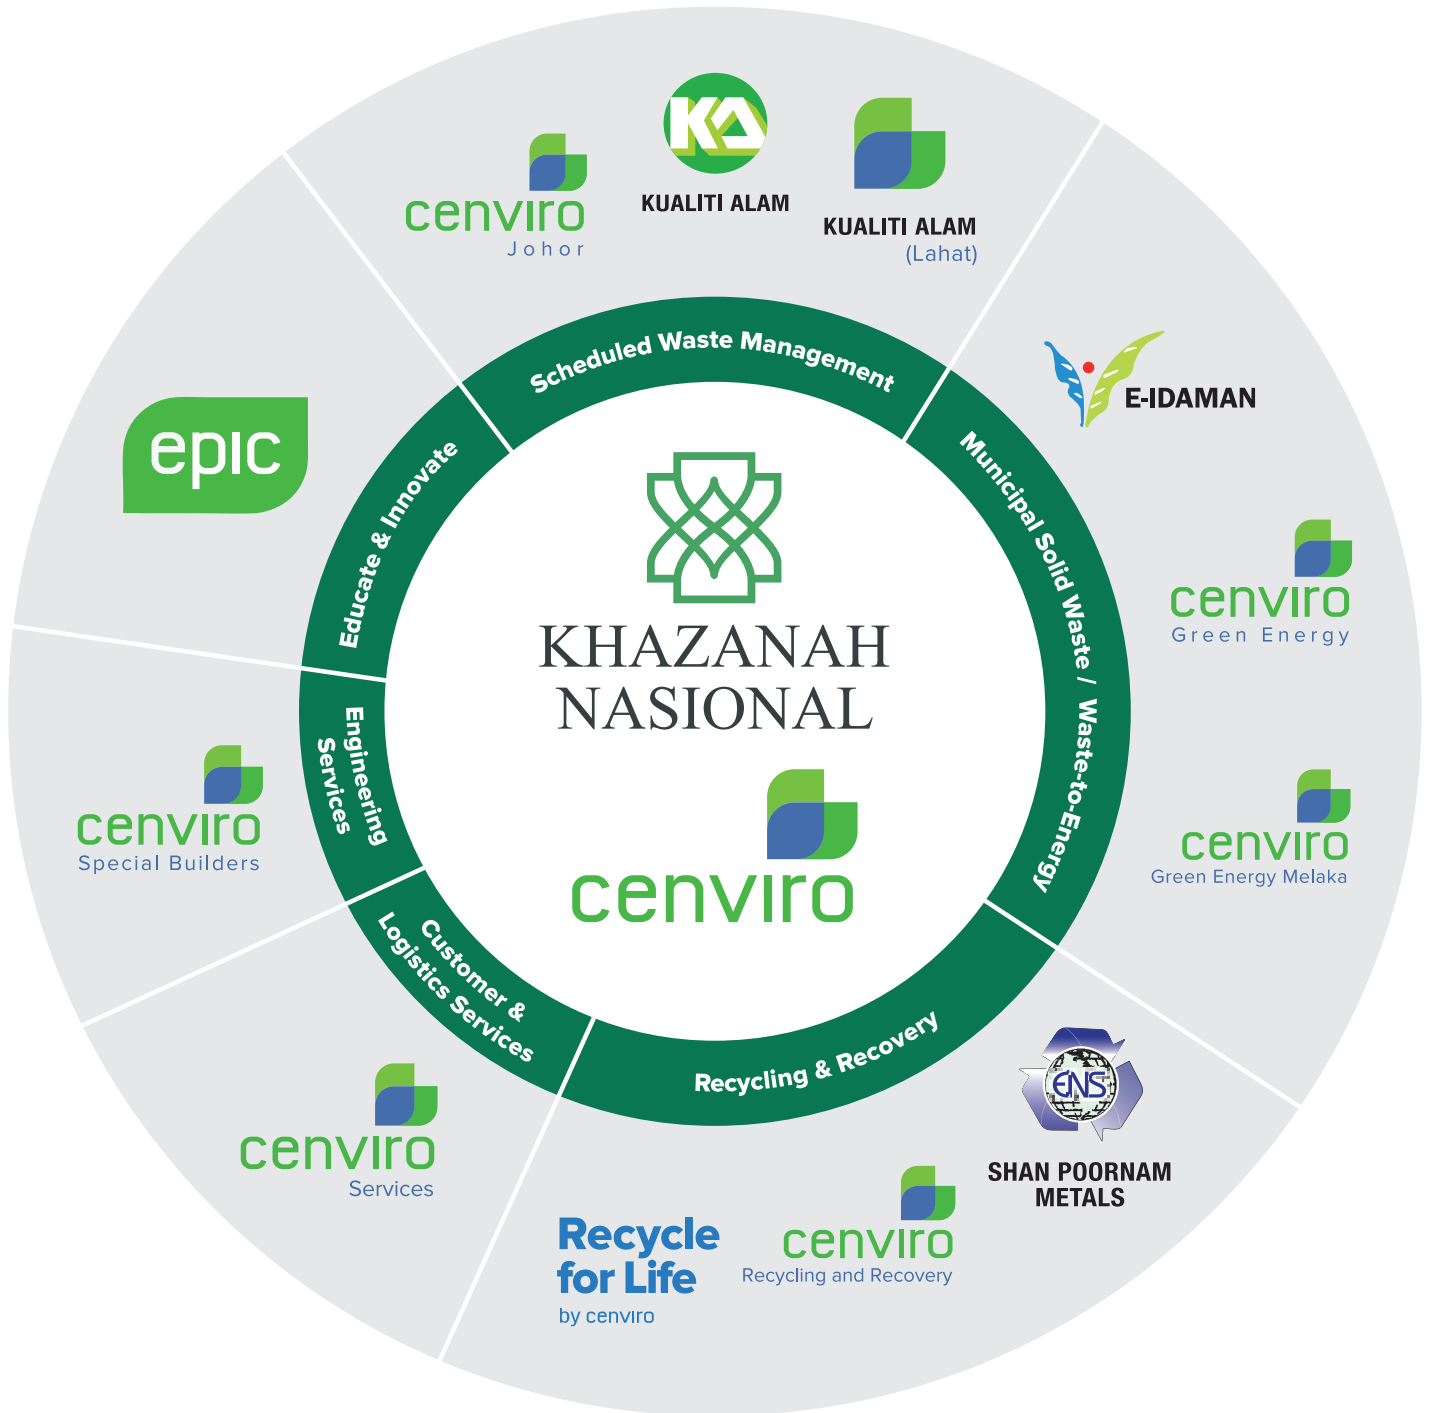 KUALITI ALAM
cenviro
Johor
KUALITI ALAM
(Lahat)
Scheduled Waste Management
E-IDAMAN
cenviro
Green Energy
cenviro
Green Energy Melaka
Municipal Solid Waste / Waste-to-Energy
SHAN POORNAM
METALS
ENS
cenviro
Recycling and Recovery
Recycle
for Life
by cenviro
Recycling & Recovery
cenviro
Services
Customer &
Logistics Services
cenviro
Special Builders
Engineering
Services
epic
Educate & Innovate
KHAZANAH
NASIONAL
cenviro
KA